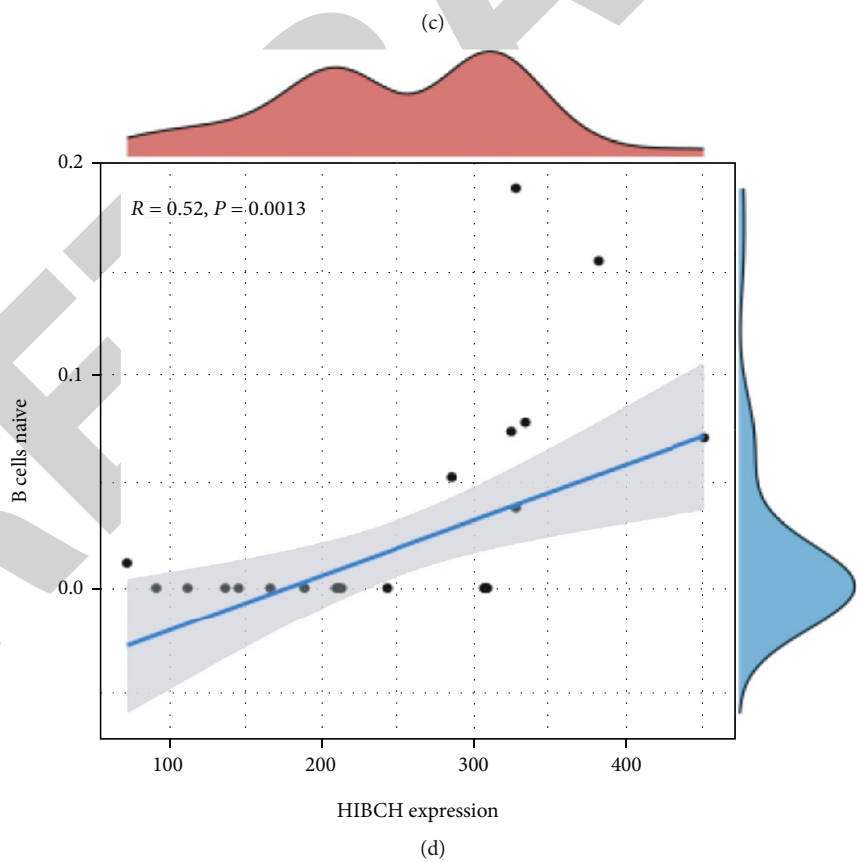 (c)
0.2
R = 0.52, P = 0.0013
0.1
B cells naive
0.0
100 200 300 400
HIBCH expression
(d)